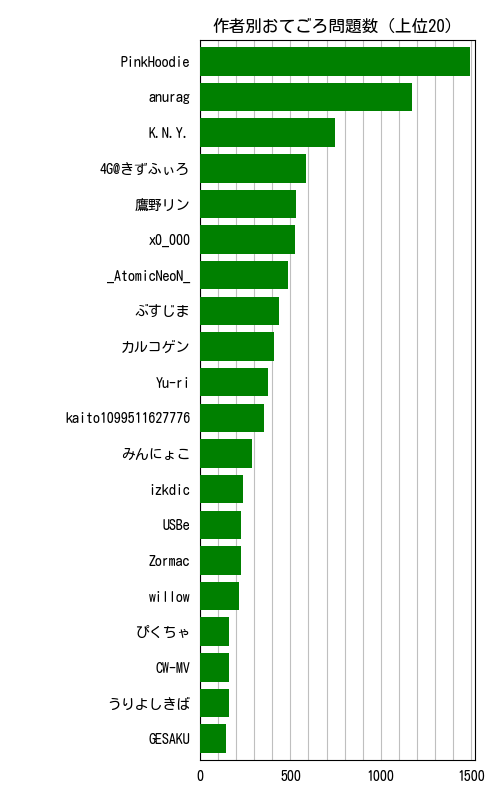 作者別おてごろ問題数 (上位20)
PinkHoodie
anurag
K.N.Y.
4G@きずふぃろ
鷹野リン
x0_000
_AtomicNeoN_
ぶすじま
カルコゲン
Yu-ri
kaito1099511627776
みんにょこ
izkdic
USBe
Zormac
willow
ぴくちゃ
CW-MV
うりよしきば
GESAKU
0 500 1000 1500